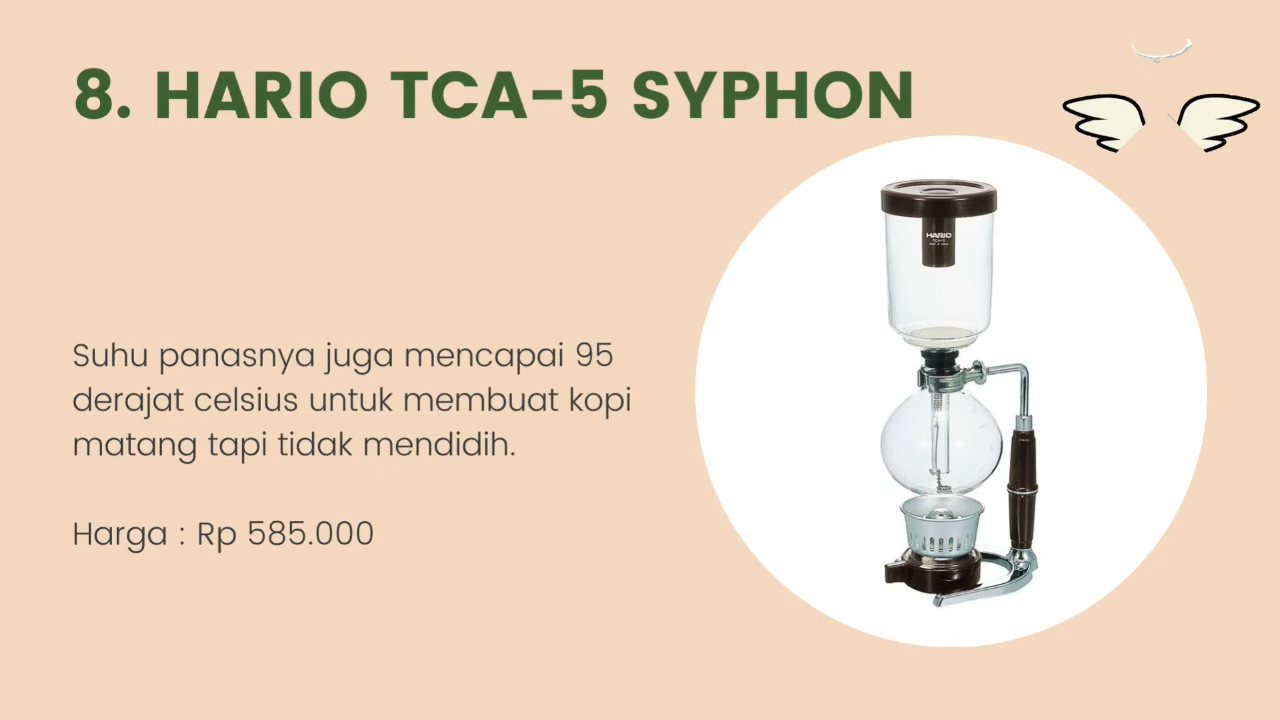 8. HARIO TCA-5 SYPHON
HARIO
Suhu panasnya juga mencapai 95
derajat celsius untuk membuat kopi
matang tapi tidak mendidih.
Harga : Rp 585.000